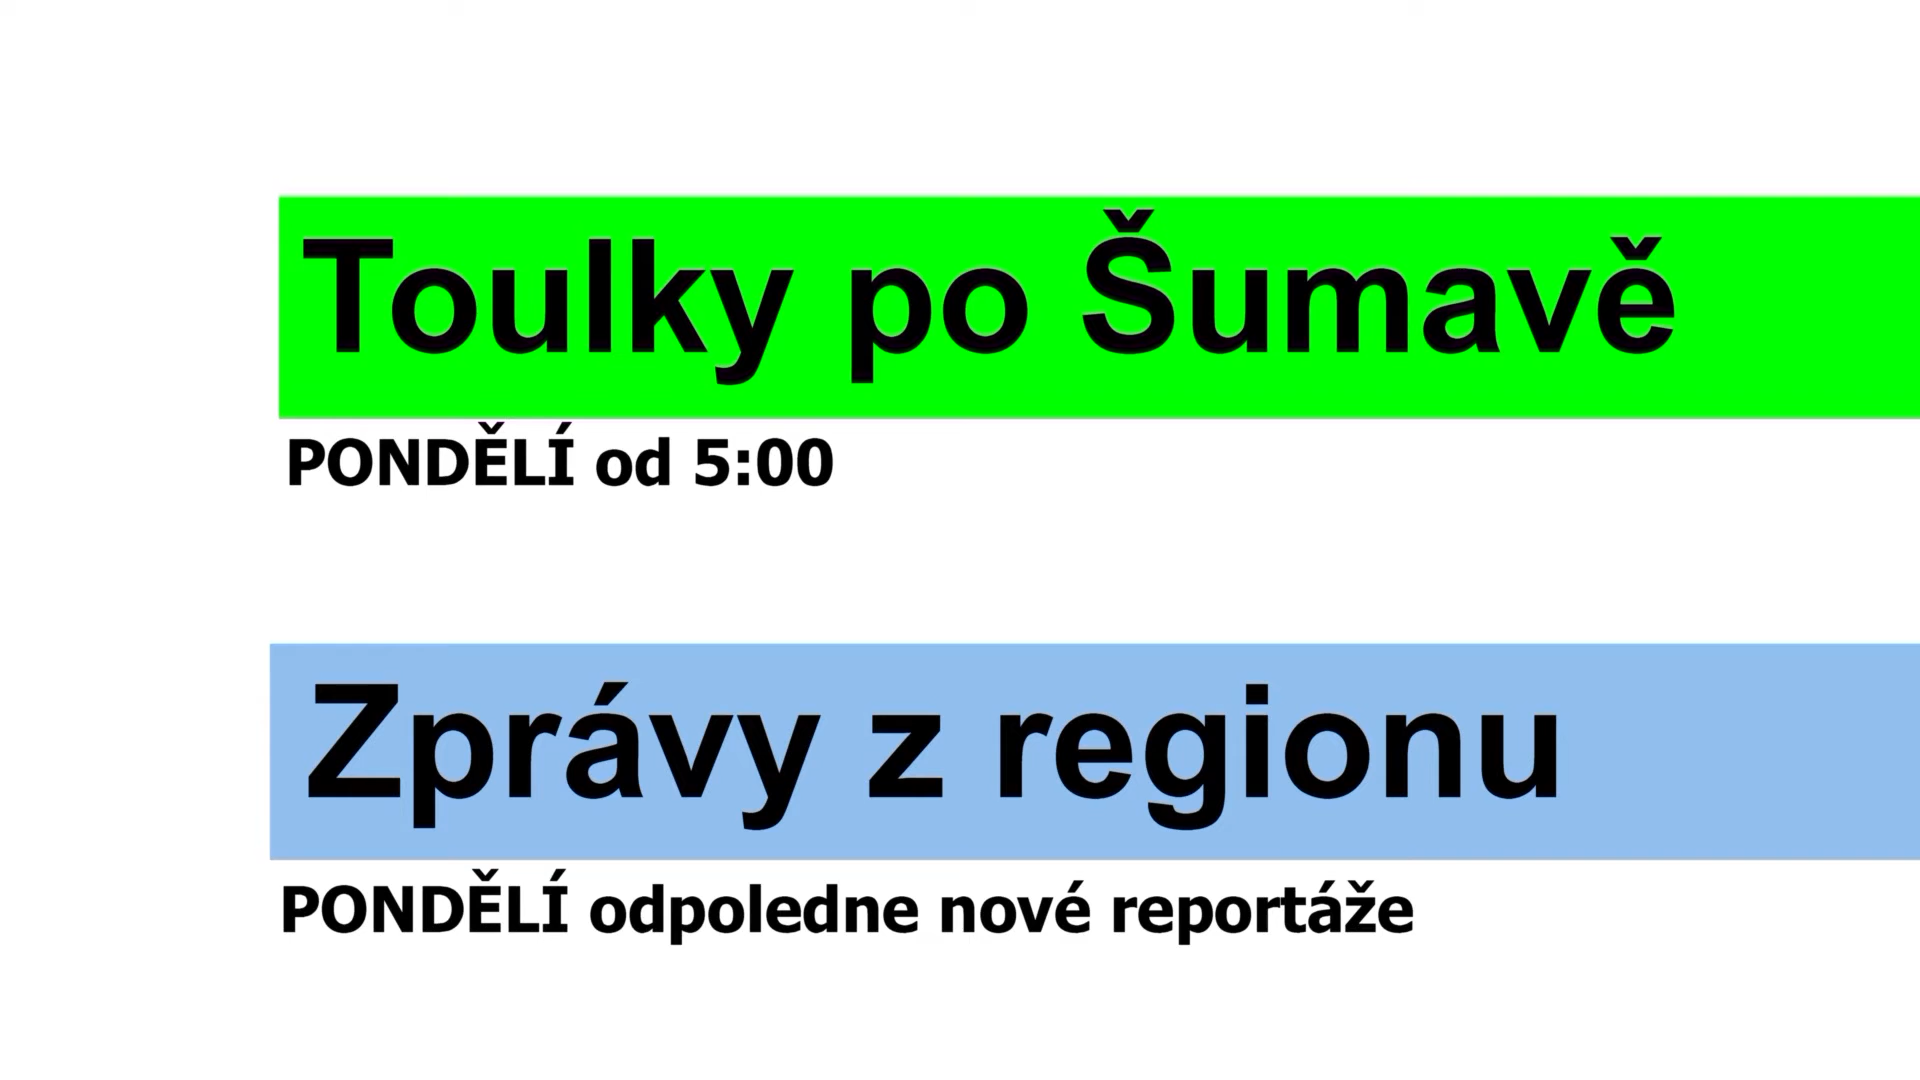 Toulky po Šumavě
PONDĚLÍ od 5:00
Zprávy z regionu
PONDĚLÍ odpoledne nové reportáže